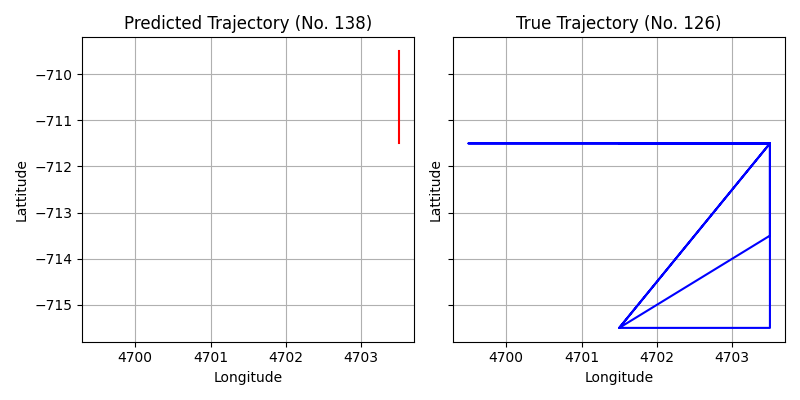 Predicted Trajectory (No. 138)
True Trajectory (No. 126)
−710
−711
−712
−713
−714
−715
Lattitude
Lattitude
4700 4701 4702 4703
4700 4701 4702 4703
Longitude
Longitude